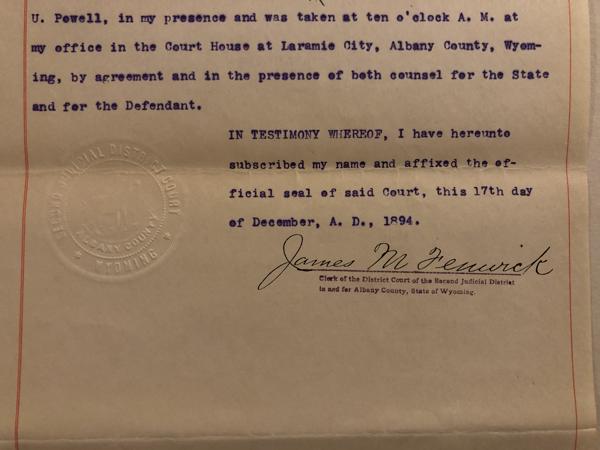 U. Powell, in my presence and was taken at ten o'clock A. M. at
my office in the Court House at Laramie City, Albany County, Wyom-
ing, by agreement and in the presence of both counsel for the State
and for the Defendant.
IN TESTIMONY WHEREOF, I have hereunto
subscribed my name and affixed the of-
ficial seal of said Court, this 17th day
of December, A. D., 1894.
SECOND JUDICIAL DISTRICT COURT
ALBANY COUNTY
WYOMING
James M Fenwick
Clerk of the District Court of the Second Judicial District
in and for Albany County, State of Wyoming.